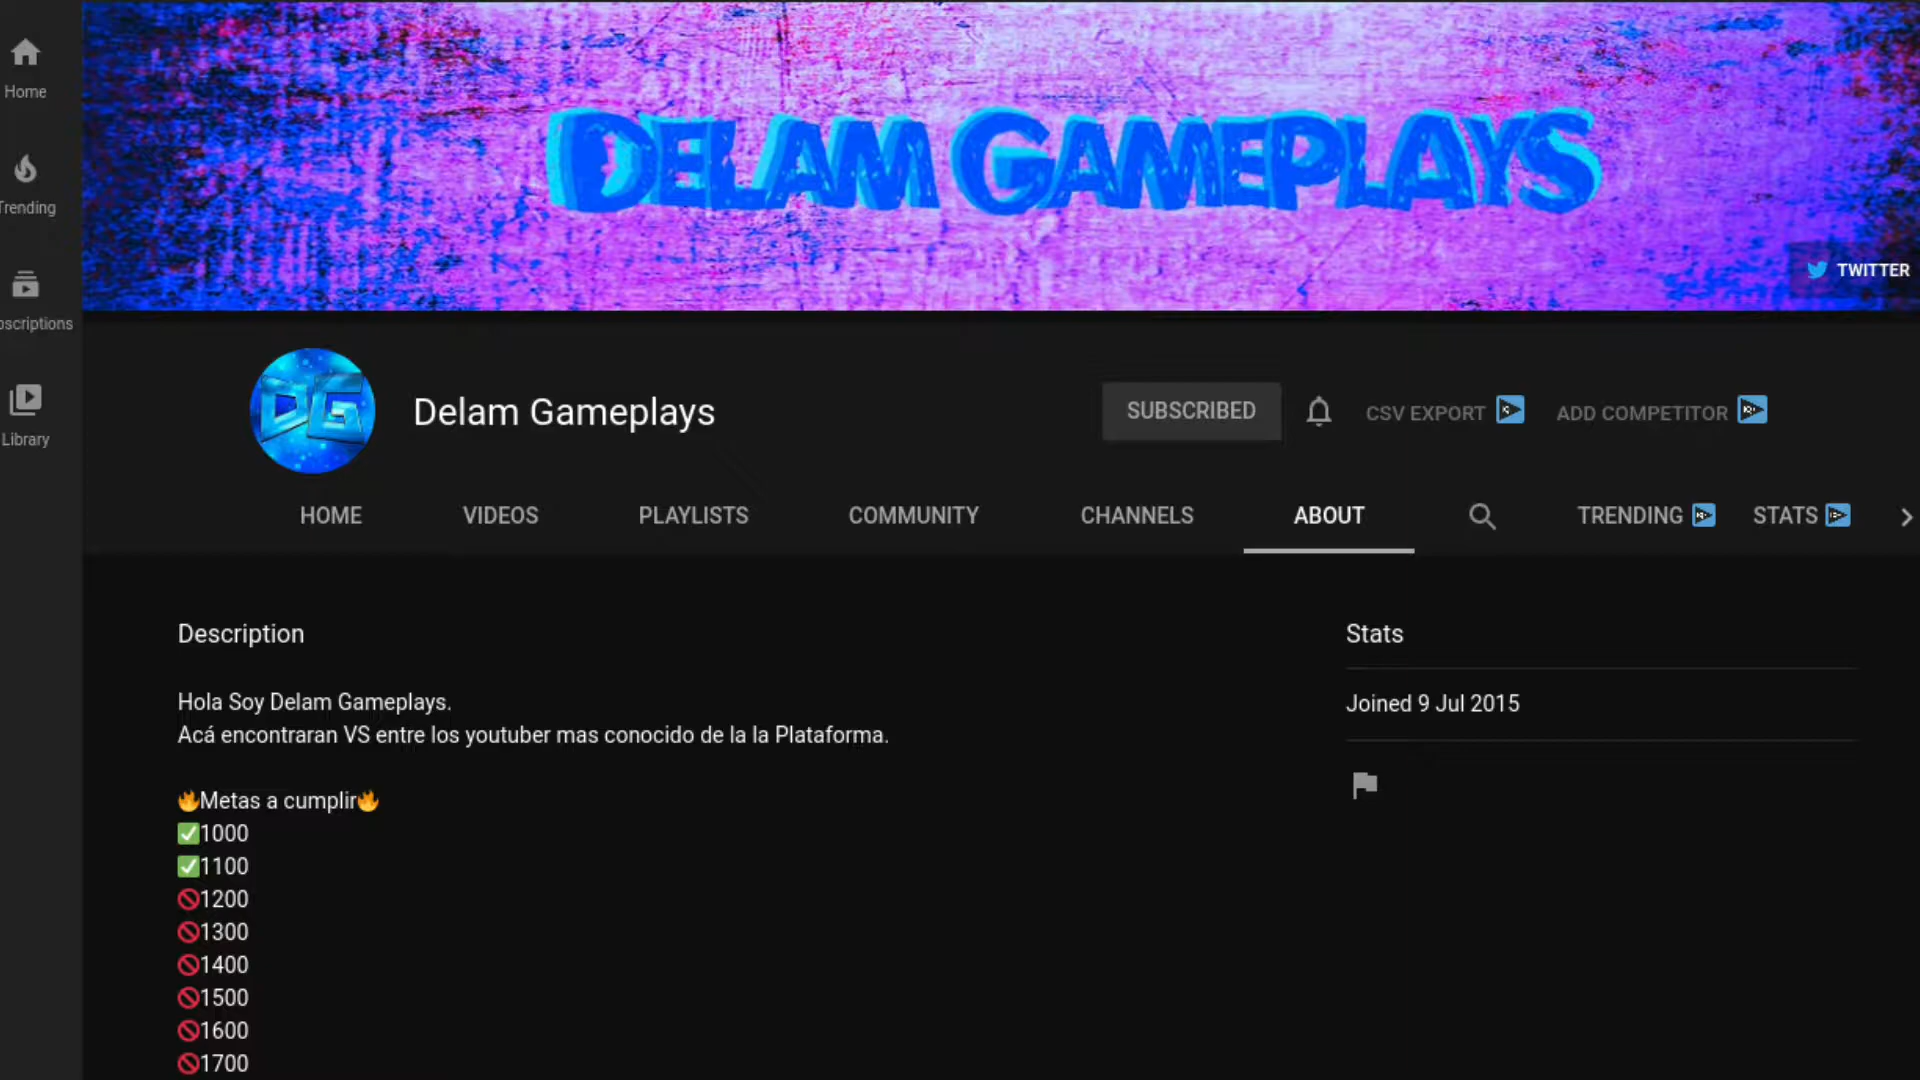 DELAM GAMEPLAYS
TWITTER
Home
Trending
bscriptions
Library
DG
Delam Gameplays
SUBSCRIBED
CSV EXPORT
ADD COMPETITOR
HOME
VIDEOS
PLAYLISTS
COMMUNITY
CHANNELS
ABOUT
TRENDING
STATS
Description
Hola Soy Delam Gameplays.
Acá encontraran VS entre los youtuber mas conocido de la la Plataforma.
🔥Metas a cumplir🔥
✅1000
✅1100
🚫1200
🚫1300
🚫1400
🚫1500
🚫1600
🚫1700
Stats
Joined 9 Jul 2015